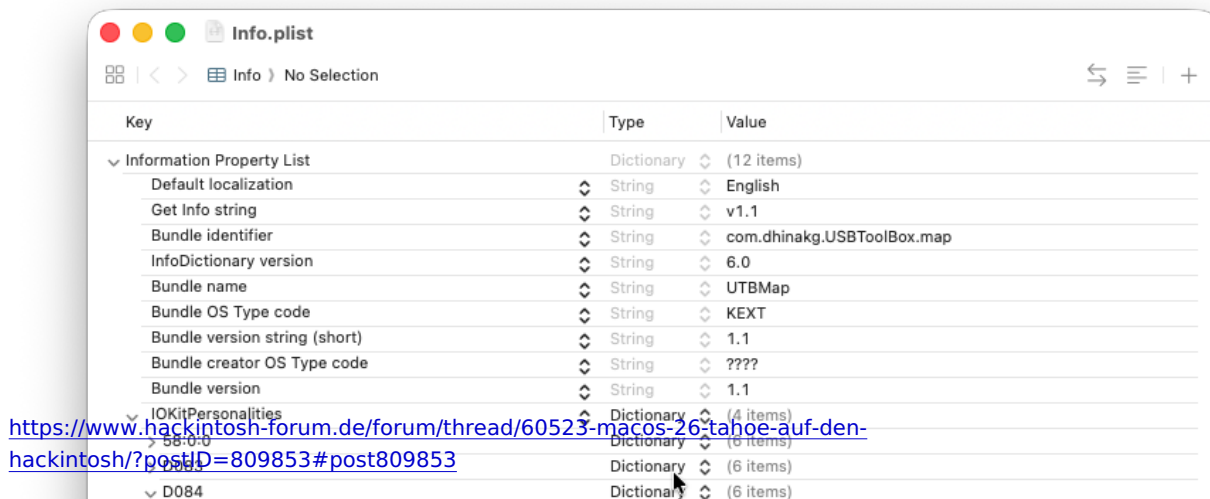 Info.plist
Info No Selection
Key Type Value
Information Property List Dictionary (12 items)
Default localization String English
Get Info string String v1.1
Bundle identifier String com.dhinakg.USBToolBox.map
InfoDictionary version String 6.0
Bundle name String UTBMap
Bundle OS Type code String KEXT
Bundle version string (short) String 1.1
Bundle creator OS Type code String ????
Bundle version String 1.1
IOKitPersonalities Dictionary (4 items)
https://www.hackintosh-forum.de/forum/thread/60523-macos-26-tahoe-auf-den-
58:0:0 Dictionary (6 items)
hackintosh/?postID=809853#post809853
Dictionary (6 items)
D084 Dictionary (6 items)